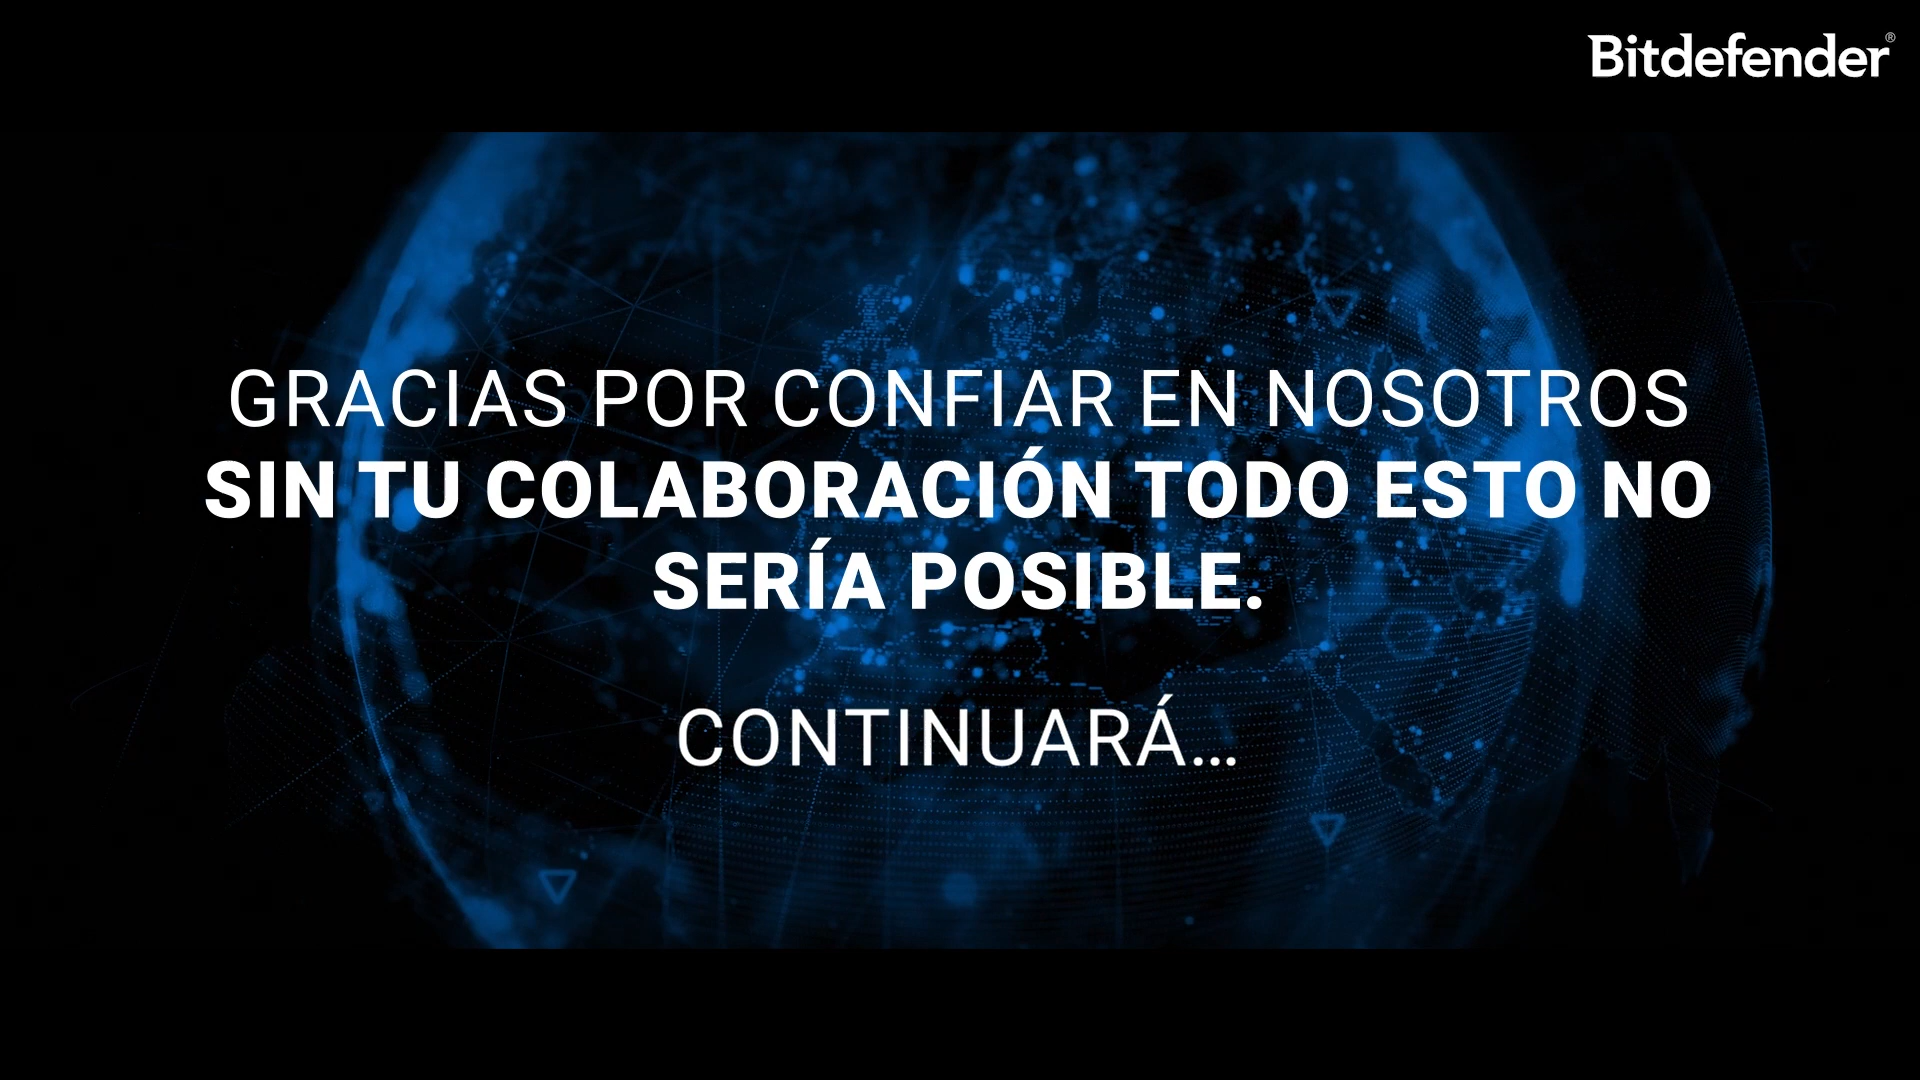 Bitdefender®
GRACIAS POR CONFIAR EN NOSOTROS
SIN TU COLABORACIÓN TODO ESTO NO
SERÍA POSIBLE.
CONTINUARÁ...